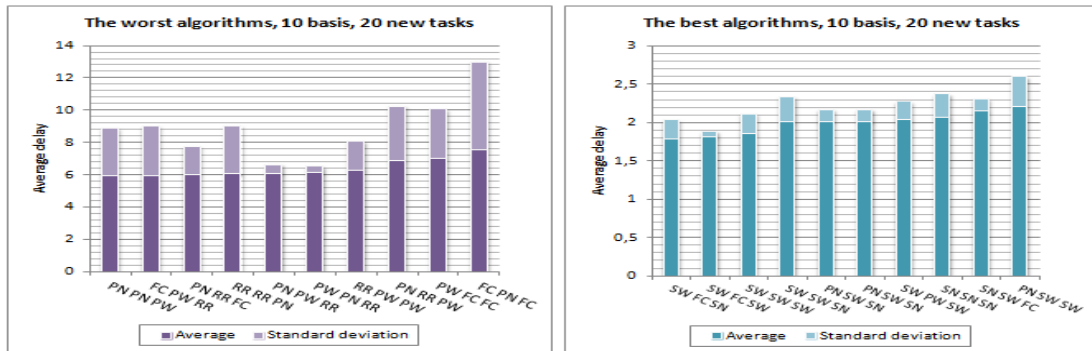 The worst algorithms, 10 basis, 20 new tasks
Average delay
14
12
10
8
6
4
2
0
PN PN PW
FC PW RR
PN RR FC
RR RR PN
PN PW RR
PW PN RR
RR PW PW
PN RR PW
PW FC FC
FC PN FC
Average
Standard deviation
The best algorithms, 10 basis, 20 new tasks
Average delay
3
2,5
2
1,5
1
0,5
0
SW FC SN
SW FC SW
SW SW SW
SW SW SN
PN SW SN
PN SW SN
SW PW SW
SN SN SN
SN SW FC
PN SW SW
Average
Standard deviation